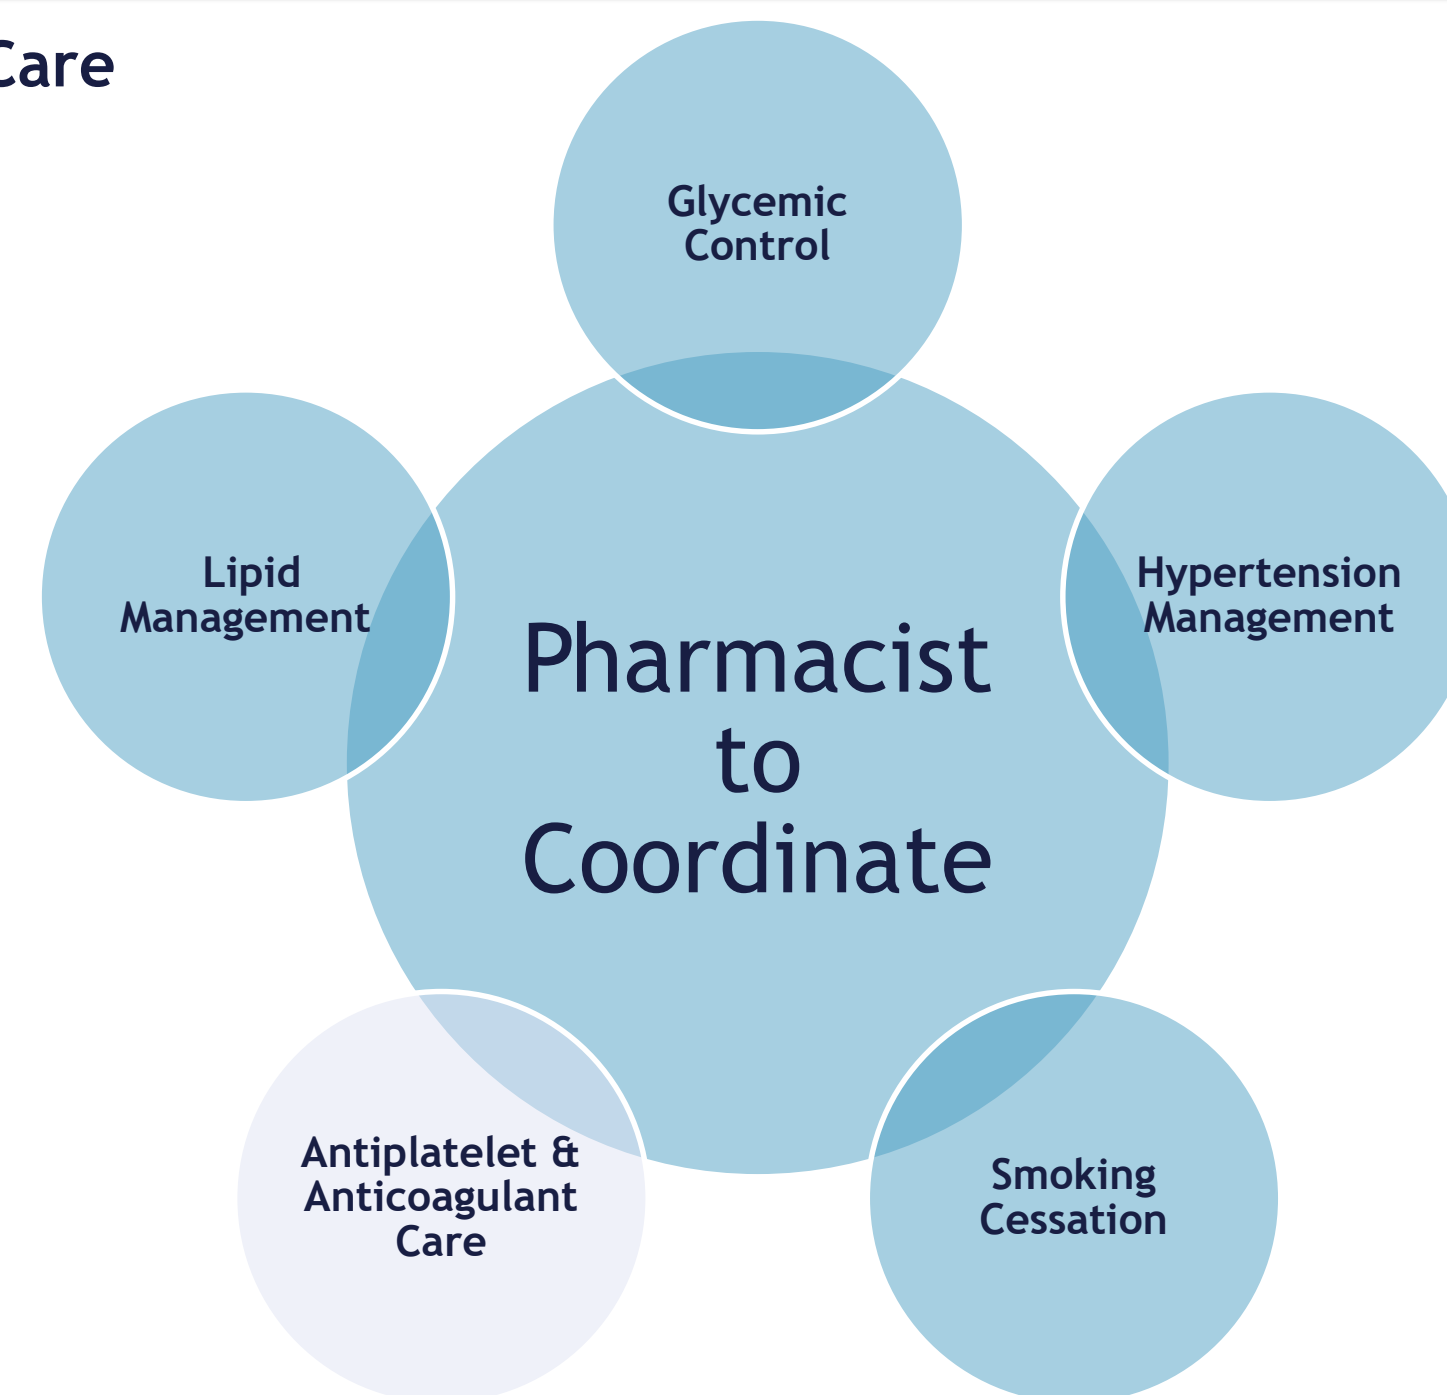 Care
Glycemic
Control
Lipid
Management
Hypertension
Management
Pharmacist
to
Coordinate
Antiplatelet &
Anticoagulant
Care
Smoking
Cessation